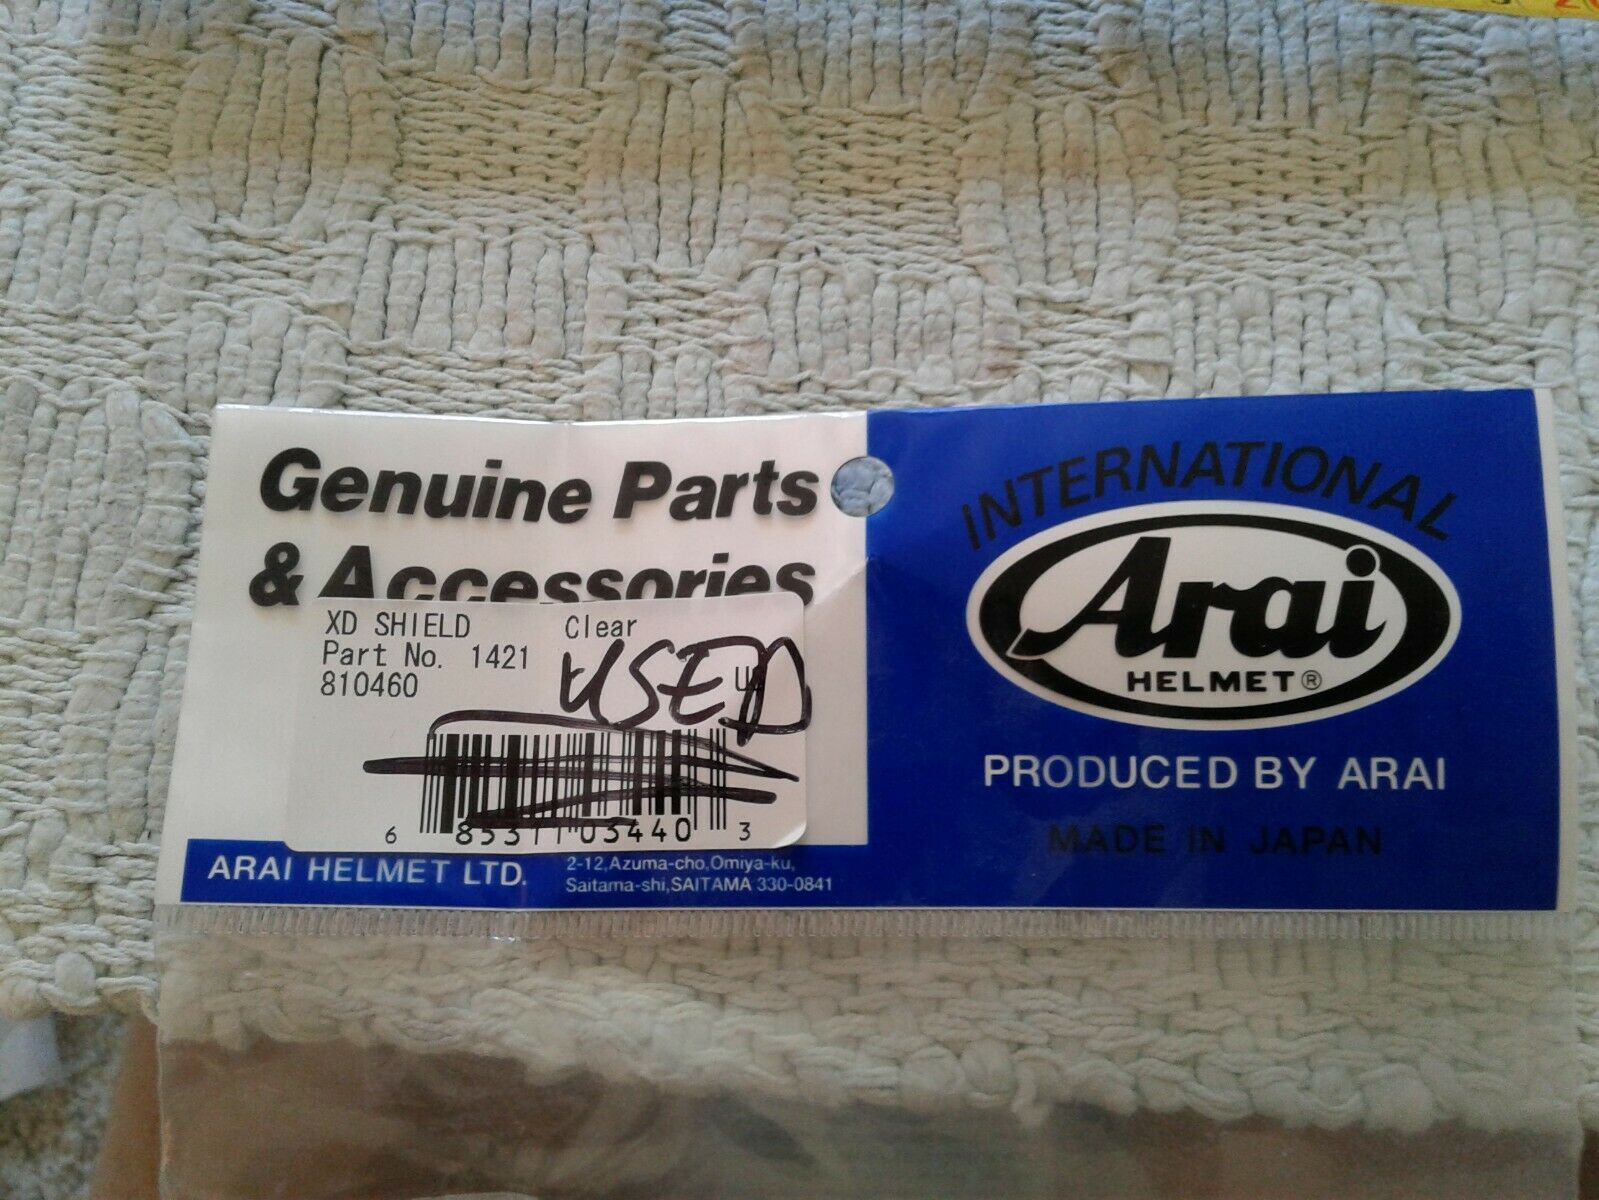 Genuine Parts
& Accessories
XD SHIELD Clear
Part No. 1421
810460
USED
6 85311 03440 3
ARAI HELMET LTD.
2-12,Azuma-cho,Omiya-ku,
Saitama-shi,SAITAMA 330-0841
INTERNATIONAL
Arai
HELMET®
PRODUCED BY ARAI
MADE IN JAPAN